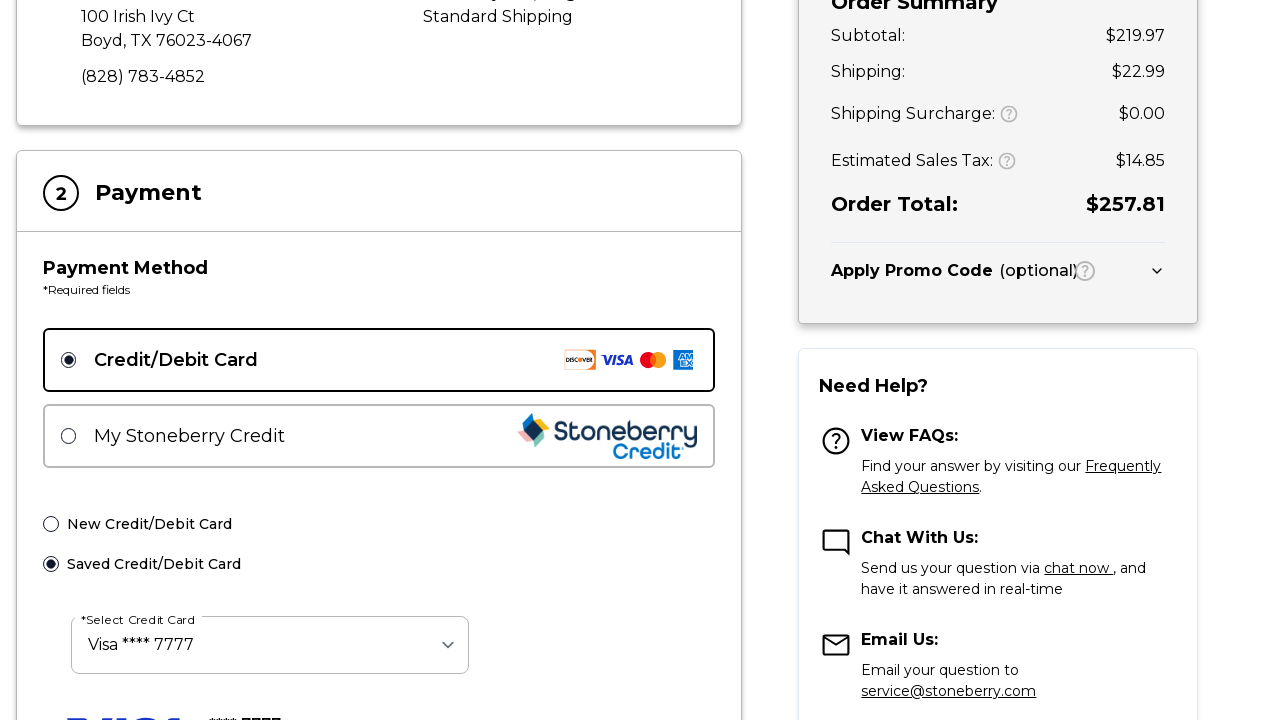 100 Irish Ivy Ct
Boyd, TX 76023-4067
(828) 783-4852
Standard Shipping
2 Payment
Payment Method
*Required fields
Credit/Debit Card
DISCOVER VISA AM EX
My Stoneberry Credit
Stoneberry
Credit
New Credit/Debit Card
Saved Credit/Debit Card
*Select Credit Card
Visa **** 7777
Order Summary
Subtotal: $219.97
Shipping: $22.99
Shipping Surcharge: $0.00
Estimated Sales Tax: $14.85
Order Total: $257.81
Apply Promo Code (optional)
Need Help?
View FAQs:
Find your answer by visiting our Frequently
Asked Questions.
Chat With Us:
Send us your question via chat now , and
have it answered in real-time
Email Us:
Email your question to
service@stoneberry.com